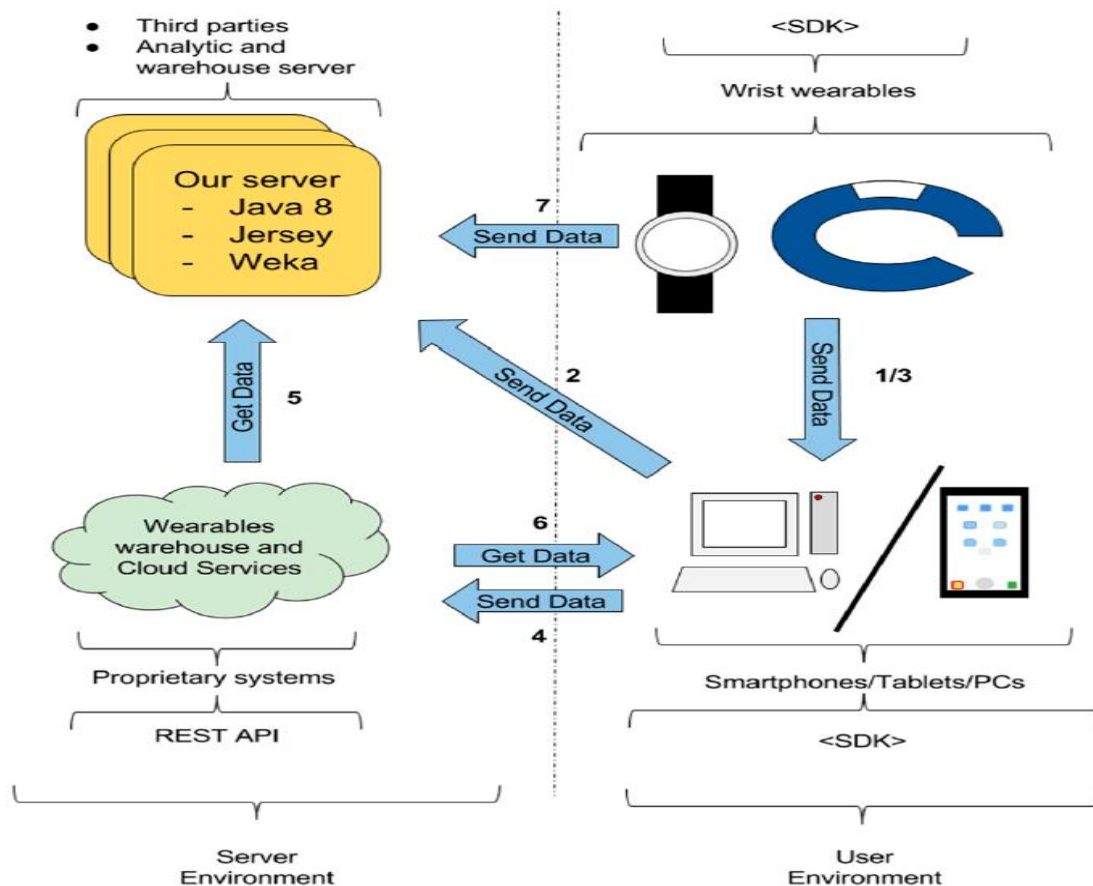 ● Third parties
● Analytic and
warehouse server
<SDK>
Wrist wearables
Our server
- Java 8
- Jersey
- Weka
7
Send Data
Send Data
1/3
2
Send Data
Get Data
5
Wearables
warehouse and
Cloud Services
6
Get Data
Send Data
4
Proprietary systems
REST API
Smartphones/Tablets/PCs
<SDK>
Server
Environment
User
Environment